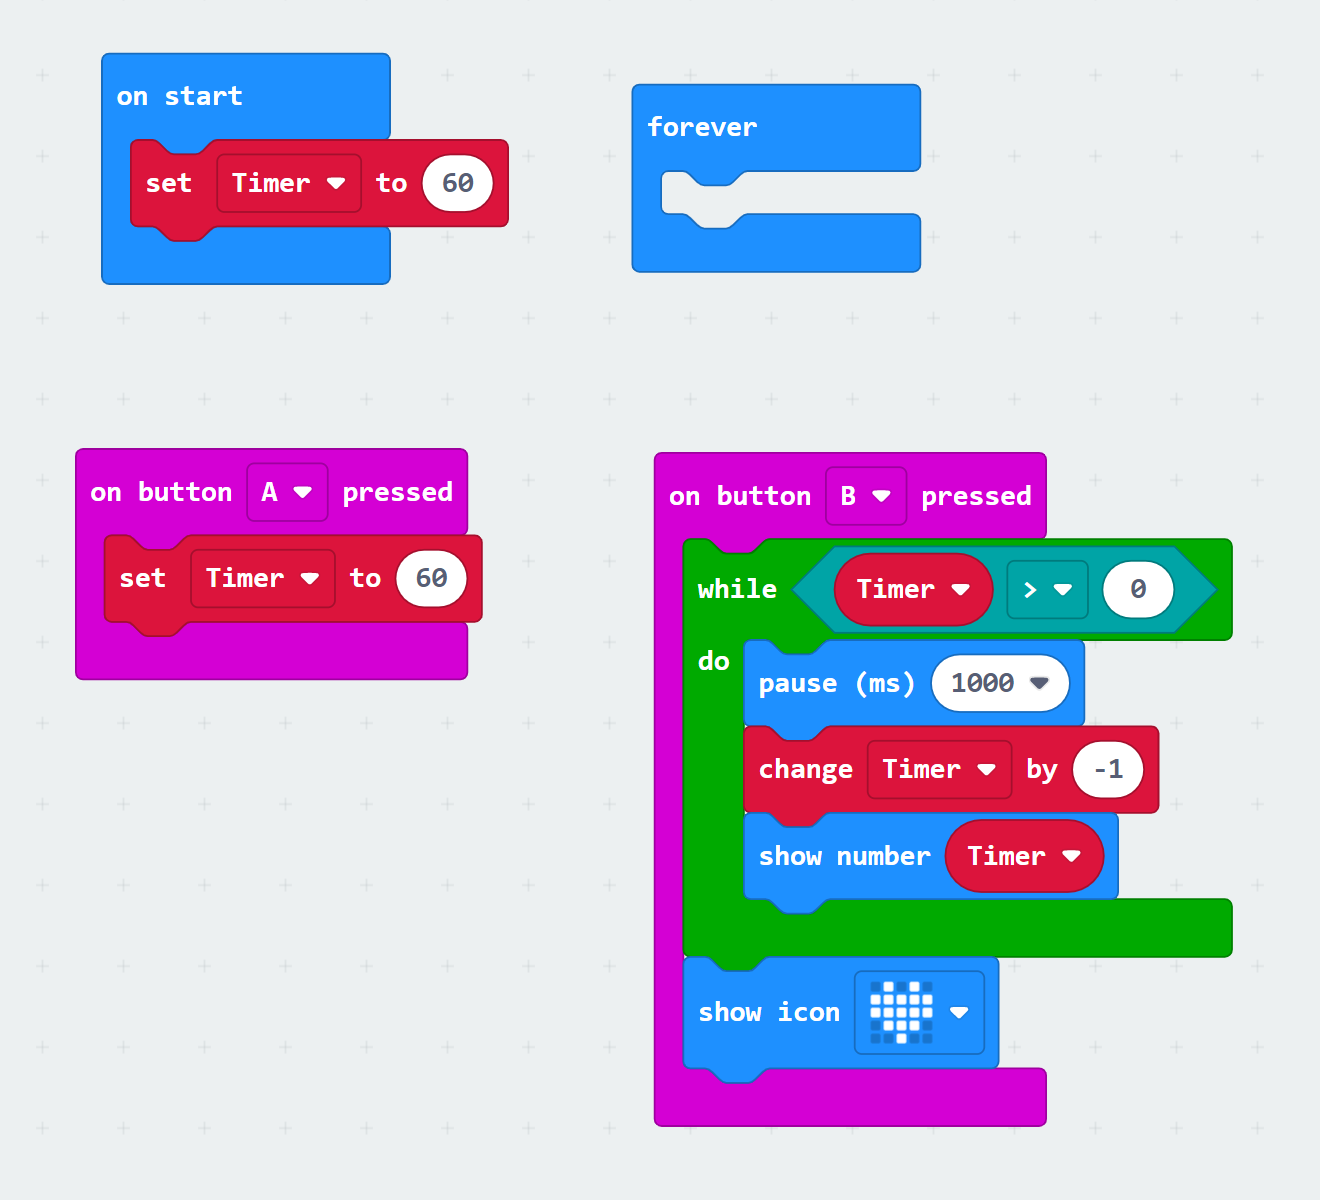 on start
set Timer to 60
forever
on button A pressed
set Timer to 60
on button B pressed
while Timer > 0
do
pause (ms) 1000
change Timer by -1
show number Timer
show icon